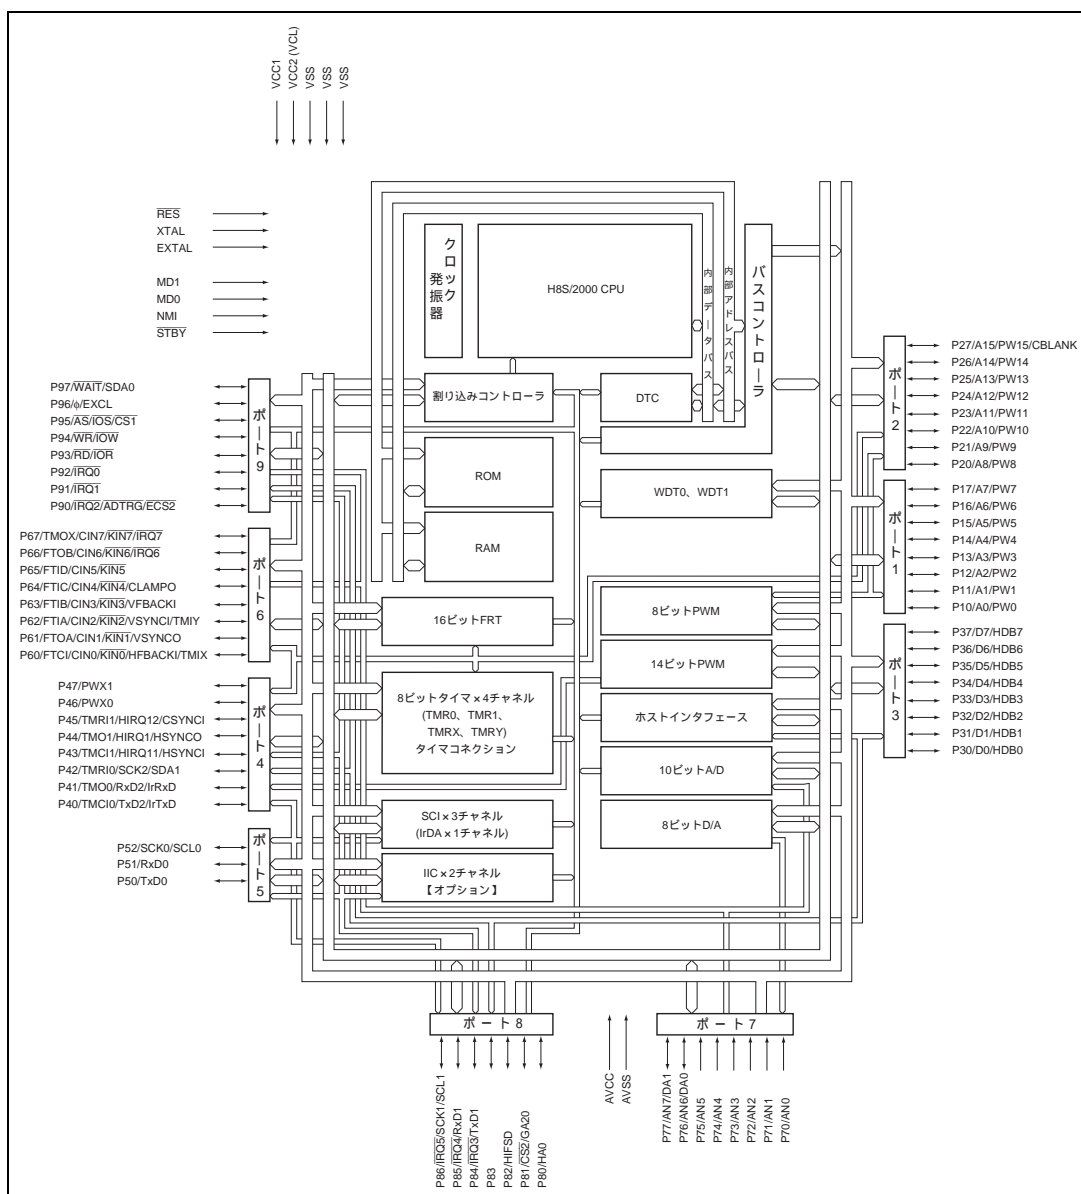 VCC1
VCC2 (VCL)
VSS
VSS
VSS
RES
XTAL
EXTAL
MD1
MD0
NMI
STBY
クロック
発振器
H8S/2000 CPU
内部データバス
内部アドレスバス
バスコントローラ
割り込みコントローラ
DTC
ROM
WDT0、WDT1
RAM
16ビットFRT
8ビットPWM
14ビットPWM
8ビットタイマ×4チャネル
(TMR0、TMR1、
TMRX、TMRY)
タイマコネクション
ホストインタフェース
10ビットA/D
SCI×3チャネル
(IrDA×1チャネル)
8ビットD/A
IIC×2チャネル
【オプション】
P97/WAIT/SDA0
P96/φ/EXCL
P95/AS/IOS/CS1
P94/WR/IOW
P93/RD/IOR
P92/IRQ0
P91/IRQ1
P90/IRQ2/ADTRG/ECS2
ポート9
P67/TMOX/CIN7/KIN7/IRQ7
P66/FTOB/CIN6/KIN6/IRQ6
P65/FTID/CIN5/KIN5
P64/FTIC/CIN4/KIN4/CLAMPO
P63/FTIB/CIN3/KIN3/VFBACKI
P62/FTIA/CIN2/KIN2/VSYNCI/TMIY
P61/FTOA/CIN1/KIN1/VSYNCO
P60/FTCI/CIN0/KIN0/HFBACKI/TMIX
ポート6
P47/PWX1
P46/PWX0
P45/TMRI1/HIRQ12/CSYNCI
P44/TMO1/HIRQ1/HSYNCO
P43/TMCI1/HIRQ11/HSYNCI
P42/TMRI0/SCK2/SDA1
P41/TMO0/RxD2/IrRxD
P40/TMCI0/TxD2/IrTxD
ポート4
P52/SCK0/SCL0
P51/RxD0
P50/TxD0
ポート5
ポート2
P27/A15/PW15/CBLANK
P26/A14/PW14
P25/A13/PW13
P24/A12/PW12
P23/A11/PW11
P22/A10/PW10
P21/A9/PW9
P20/A8/PW8
ポート1
P17/A7/PW7
P16/A6/PW6
P15/A5/PW5
P14/A4/PW4
P13/A3/PW3
P12/A2/PW2
P11/A1/PW1
P10/A0/PW0
ポート3
P37/D7/HDB7
P36/D6/HDB6
P35/D5/HDB5
P34/D4/HDB4
P33/D3/HDB3
P32/D2/HDB2
P31/D1/HDB1
P30/D0/HDB0
ポート8
P86/IRQ5/SCK1/SCL1
P85/IRQ4/RxD1
P84/IRQ3/TxD1
P83
P82/HIFSD
P81/CS2/GA20
P80/HA0
AVCC
AVSS
ポート7
P77/AN7/DA1
P76/AN6/DA0
P75/AN5
P74/AN4
P73/AN3
P72/AN2
P71/AN1
P70/AN0